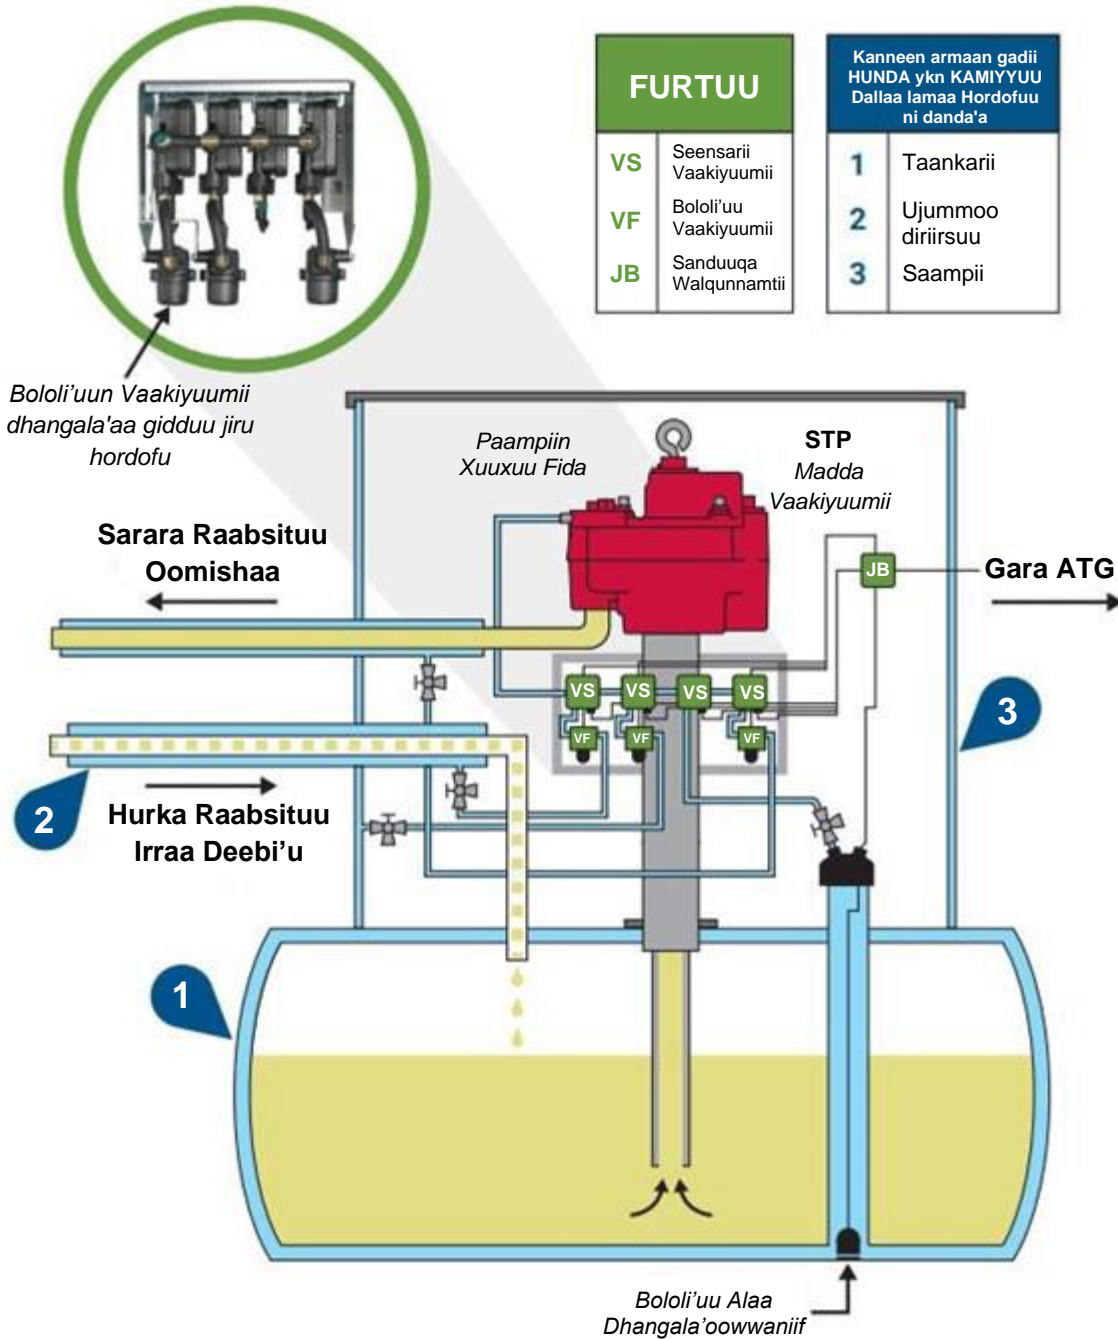 FURTUU
VS
Seensarii
Vaakiyuumii
VF
Bololi’uu
Vaakiyuumii
JB
Sanduuqa
Walqunnamtii
Kanneen armaan gadii
HUNDA ykn KAMIYYUU
Dallaa lamaa Hordofuu
ni danda'a
1
Taankarii
2
Ujummoo
diriirsuu
3
Saampii
Bololi’uun Vaakiyuumii
dhangala'aa gidduu jiru
hordofu
Paampiin
Xuuxuu Fida
STP
Madda
Vaakiyuumii
Sarara Raabsituu
Oomishaa
JB
Gara ATG
VS
VS
VS
VS
VF
VF
VF
3
2
Hurka Raabsituu
Irraa Deebi’u
1
Bololi’uu Alaa
Dhangala’oowwaniif